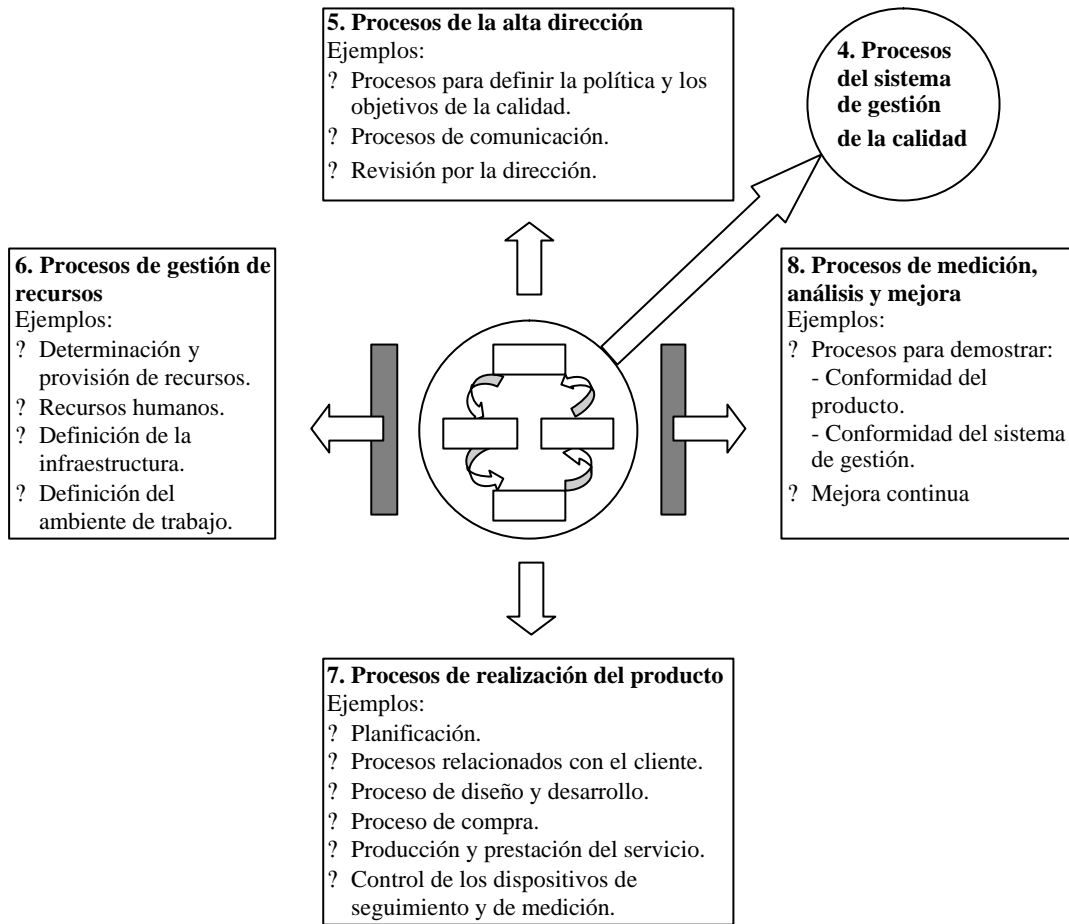 5. Procesos de la alta dirección
Ejemplos:
? Procesos para definir la política y los
objetivos de la calidad.
? Procesos de comunicación.
? Revisión por la dirección.
4. Procesos
del sistema
de gestión
de la calidad
6. Procesos de gestión de
recursos
Ejemplos:
? Determinación y
provisión de recursos.
? Recursos humanos.
? Definición de la
infraestructura.
? Definición del
ambiente de trabajo.
8. Procesos de medición,
análisis y mejora
Ejemplos:
? Procesos para demostrar:
- Conformidad del
producto.
- Conformidad del sistema
de gestión.
? Mejora continua
7. Procesos de realización del producto
Ejemplos:
? Planificación.
? Procesos relacionados con el cliente.
? Proceso de diseño y desarrollo.
? Proceso de compra.
? Producción y prestación del servicio.
? Control de los dispositivos de
seguimiento y de medición.